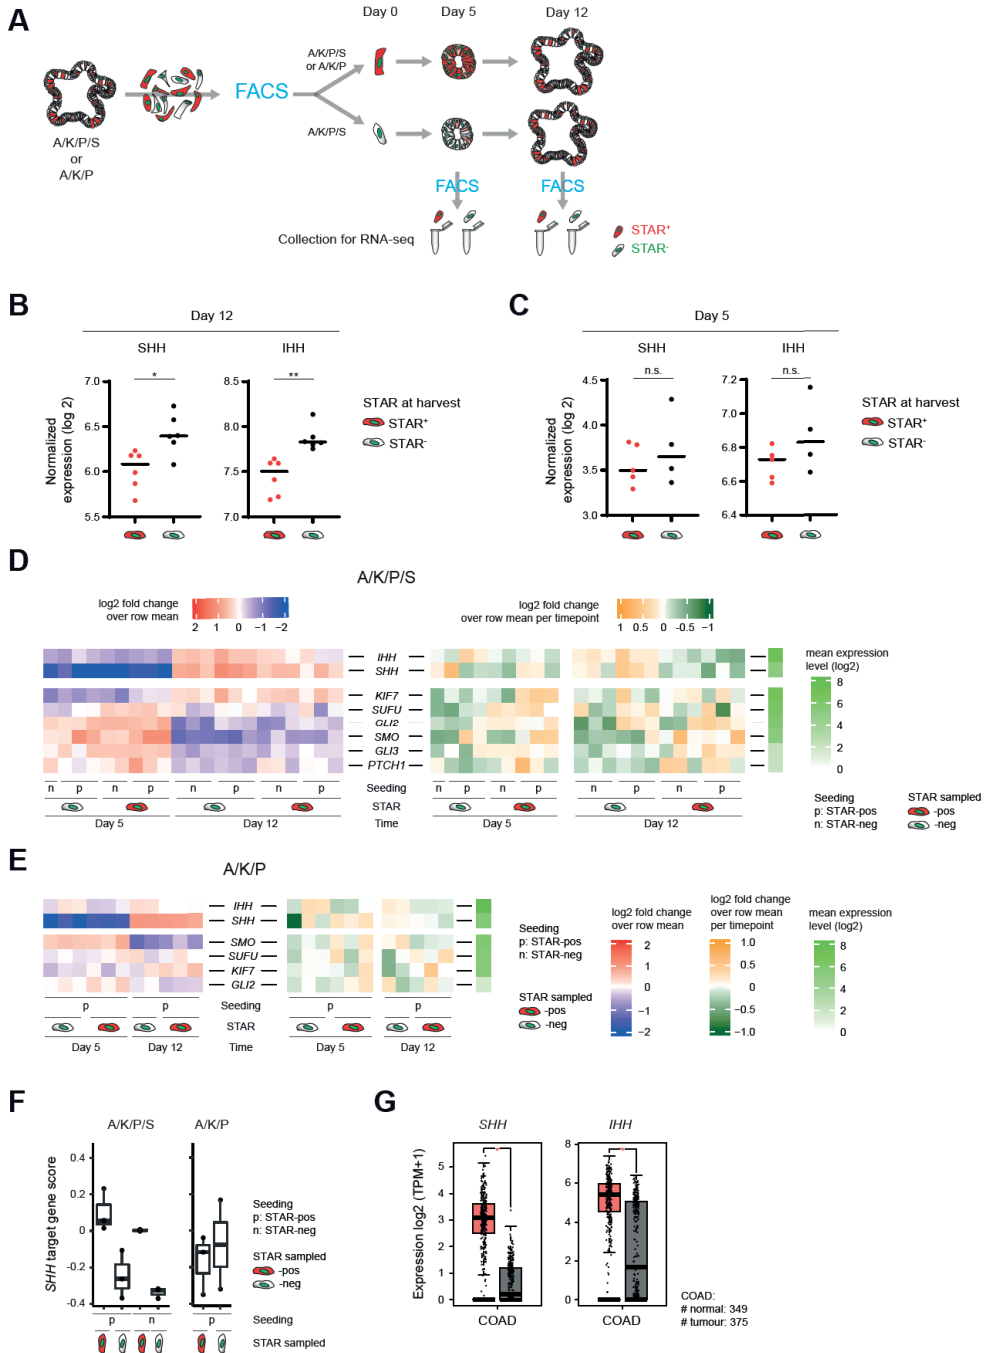 A
Day 0
Day 5
Day 12
A/K/P/S
or A/K/P
FACS
A/K/P/S
A/K/P/S
or
A/K/P
FACS
FACS
Collection for RNA-seq
STAR+
STAR-
B
Day 12
SHH
IHH
7.0
6.5
6.0
5.5
8.5
8.0
7.5
7.0
*
**
Normalized
expression (log 2)
STAR at harvest
STAR+
STAR-
C
Day 5
SHH
IHH
4.5
4.0
3.5
3.0
7.2
7.0
6.8
6.6
6.4
n.s.
n.s.
Normalized
expression (log 2)
STAR at harvest
STAR+
STAR-
D
A/K/P/S
log2 fold change
over row mean
2 1 0 −1 −2
log2 fold change
over row mean per timepoint
1 0.5 0 -0.5 -1
IHH
SHH
KIF7
SUFU
GLI2
SMO
GLI3
PTCH1
mean expression
level (log2)
8
6
4
2
0
n p n p n p n p
Seeding
n p n p n p n p
STAR
Day 5
Day 12
Time
Day 5
Day 12
Seeding
p: STAR-pos
n: STAR-neg
STAR sampled
-pos
-neg
E
A/K/P
IHH
SHH
SMO
SUFU
KIF7
GLI2
p p
Seeding
p p
STAR
Day 5
Day 12
Time
Day 5
Day 12
Seeding
p: STAR-pos
n: STAR-neg
STAR sampled
-pos
-neg
log2 fold change
over row mean
2
1
0
−1
−2
log2 fold change
over row mean
per timepoint
1.0
0.5
0
−0.5
−1.0
mean expression
level (log2)
8
6
4
2
0
F
A/K/P/S
A/K/P
SHH target gene score
0.4
0.2
0
-0.2
-0.4
p n p
Seeding
STAR sampled
Seeding
p: STAR-pos
n: STAR-neg
STAR sampled
-pos
-neg
G
SHH
IHH
Expression log2 (TPM+1)
5
4
3
2
1
0
8
6
4
2
0
*
*
COAD
COAD
COAD:
# normal: 349
# tumour: 375